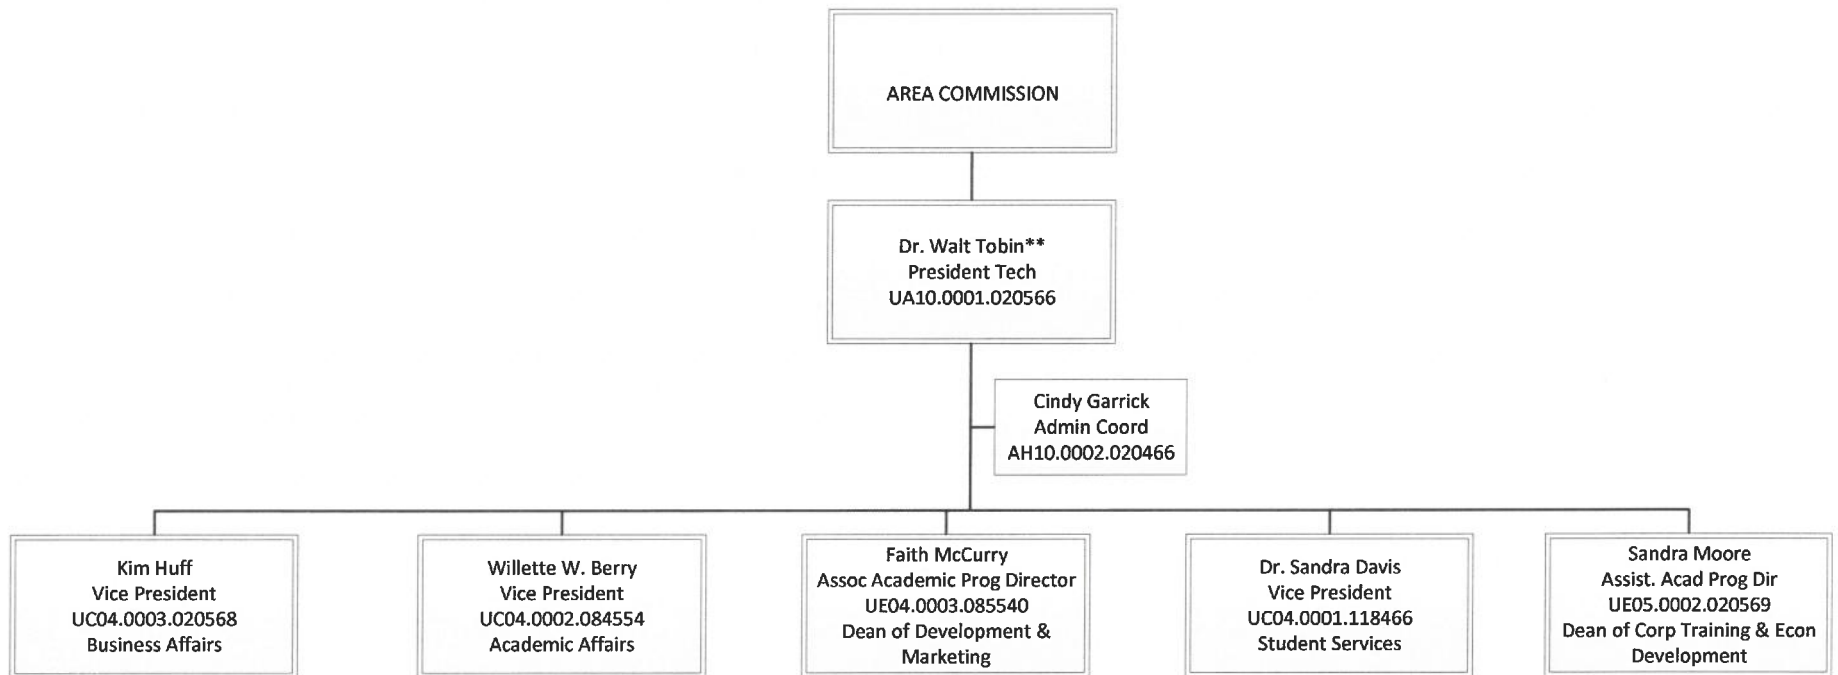 AREA COMMISSION
Dr. Walt Tobin**
President Tech
UA10.0001.020566
Cindy Garrick
Admin Coord
AH10.0002.020466
Kim Huff
Vice President
UC04.0003.020568
Business Affairs
Willette W. Berry
Vice President
UC04.0002.084554
Academic Affairs
Faith McCurry
Assoc Academic Prog Director
UE04.0003.085540
Dean of Development &
Marketing
Dr. Sandra Davis
Vice President
UC04.0001.118466
Student Services
Sandra Moore
Assist. Acad Prog Dir
UE05.0002.020569
Dean of Corp Training & Econ
Development